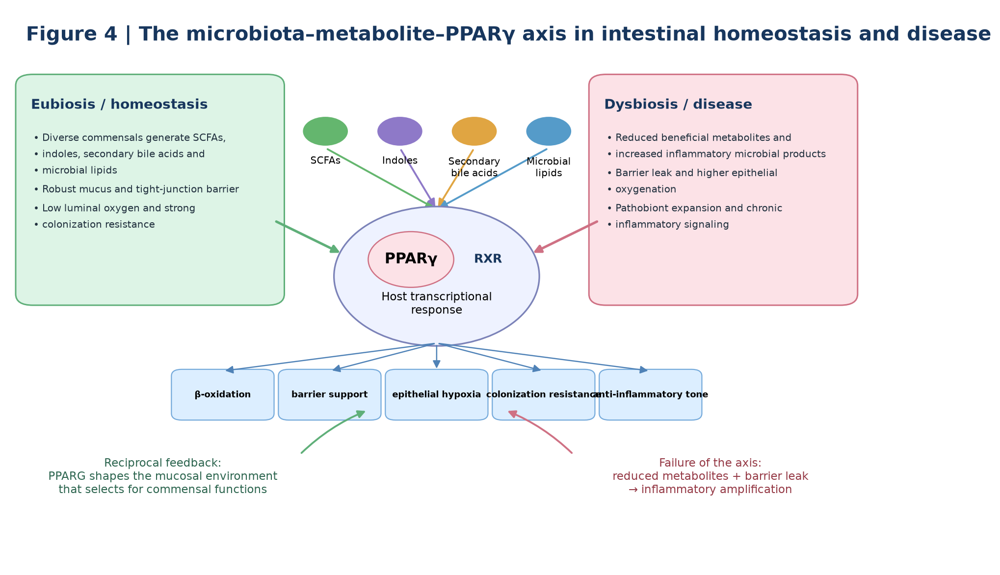 Figure 4 | The microbiota–metabolite–PPARγ axis in intestinal homeostasis and disease
Eubiosis / homeostasis
• Diverse commensals generate SCFAs,
• indoles, secondary bile acids and
• microbial lipids
• Robust mucus and tight-junction barrier
• Low luminal oxygen and strong
• colonization resistance
SCFAs
Indoles
Secondary
bile acids
Microbial
lipids
Dysbiosis / disease
• Reduced beneficial metabolites and
• increased inflammatory microbial products
• Barrier leak and higher epithelial
• oxygenation
• Pathobiont expansion and chronic
• inflammatory signaling
PPARγ
RXR
Host transcriptional
response
β-oxidation
barrier support
epithelial hypoxia
colonization resistance
anti-inflammatory tone
Reciprocal feedback:
PPARG shapes the mucosal environment
that selects for commensal functions
Failure of the axis:
reduced metabolites + barrier leak
→ inflammatory amplification